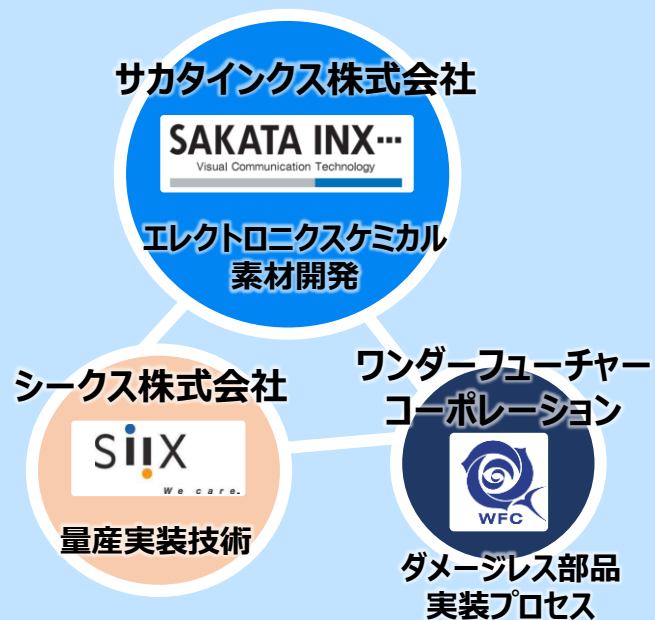 サカタインクス株式会社
SAKATA INX
Visual Communication Technology
エレクトロニクスケミカル
素材開発
シークス株式会社
SiiX
We care.
量産実装技術
ワンダーフューチャー
コーポレーション
WFC
ダメージレス部品
実装プロセス